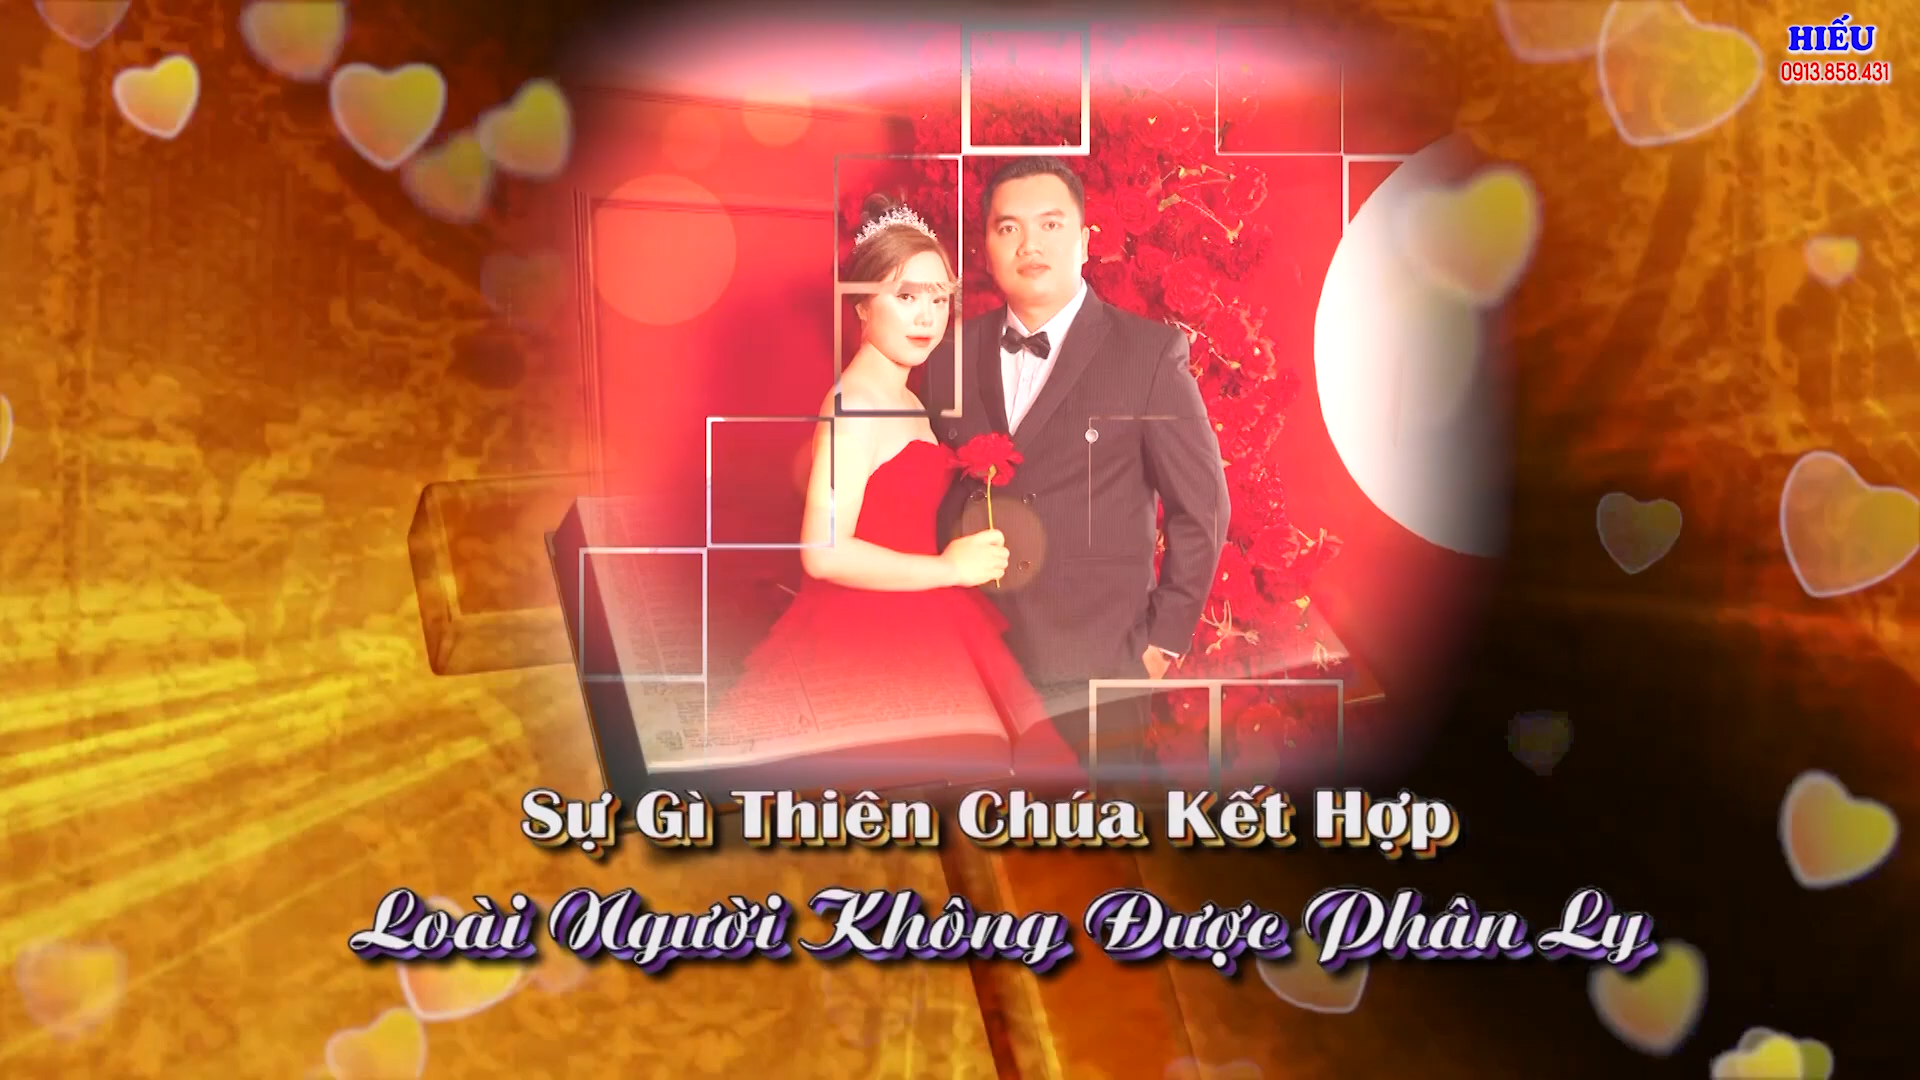 HIẾU
0913.858.431
Sự Gì Thiên Chúa Kết Hợp
Loài Người Không Được Phân Ly